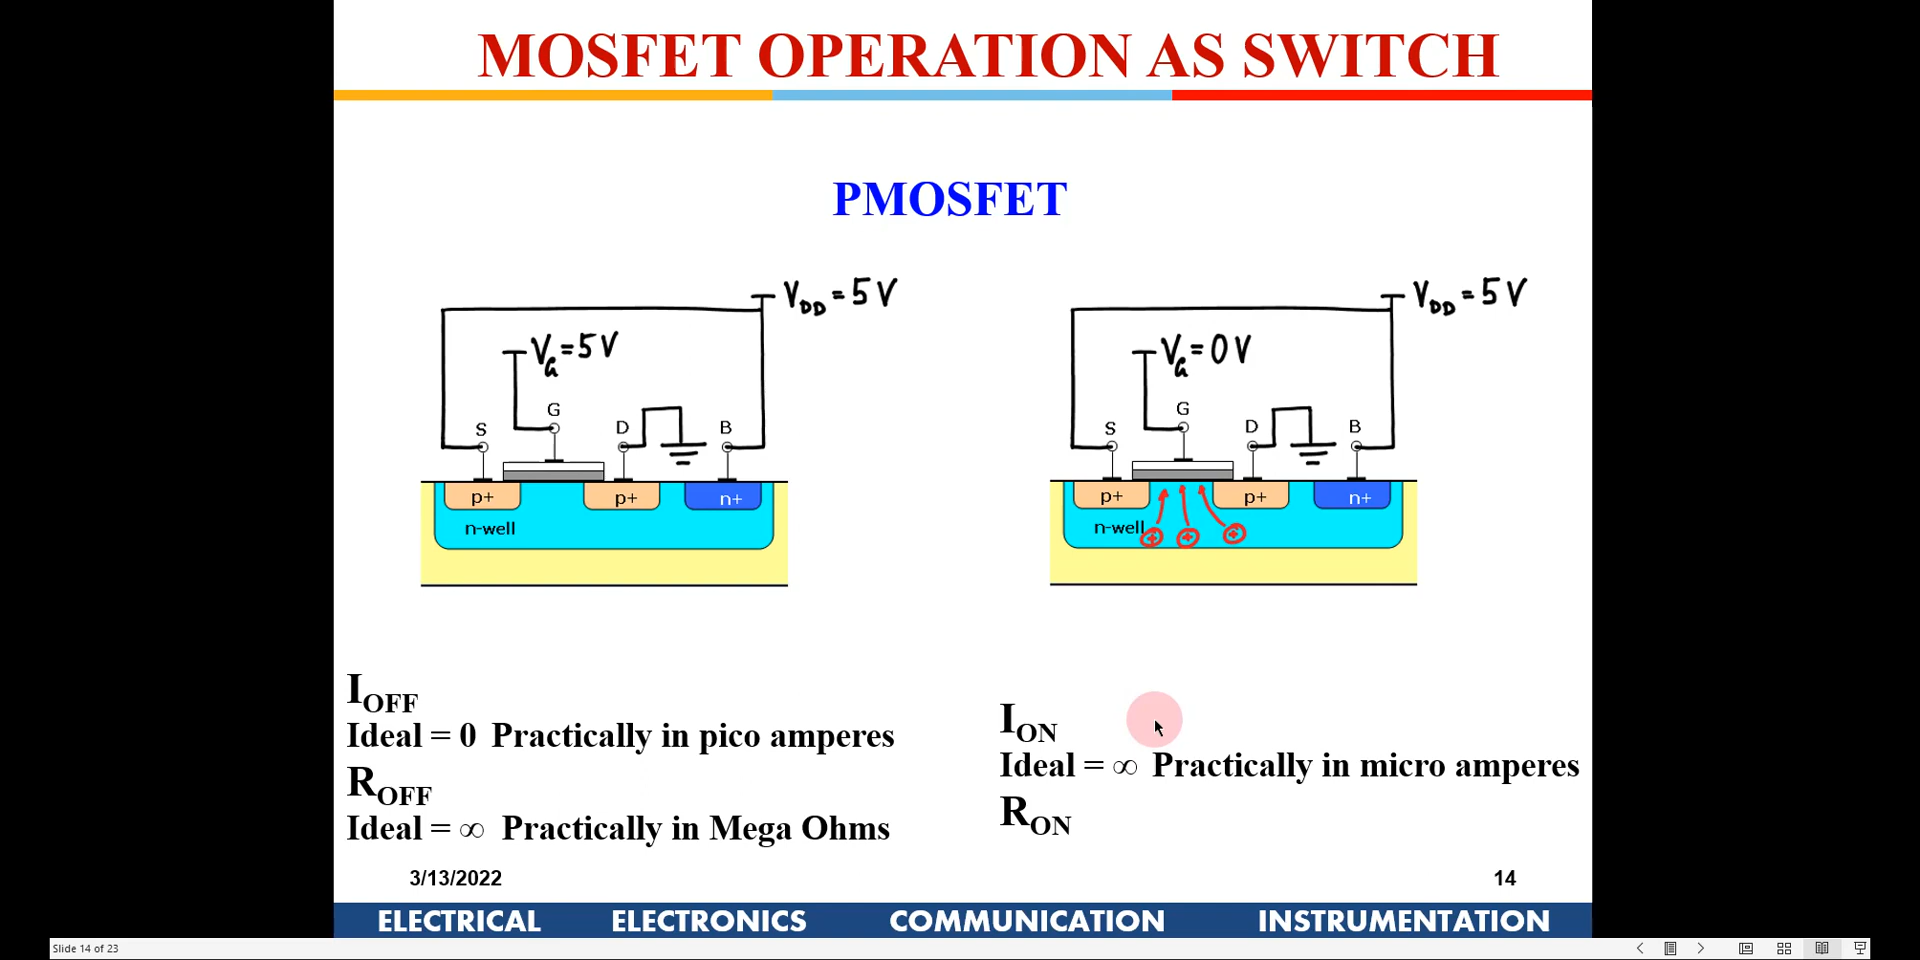 MOSFET OPERATION AS SWITCH
PMOSFET
VDD = 5 V
VG = 5 V
G
S
D
B
p+
p+
n+
n-well
VDD = 5 V
VG = 0 V
G
S
D
B
p+
p+
n+
n-well
+ + +
IOFF
Ideal = 0 Practically in pico amperes
ROFF
Ideal = ∞ Practically in Mega Ohms
ION
Ideal = ∞ Practically in micro amperes
RON
3/13/2022
14
ELECTRICAL ELECTRONICS COMMUNICATION INSTRUMENTATION
Slide 14 of 23